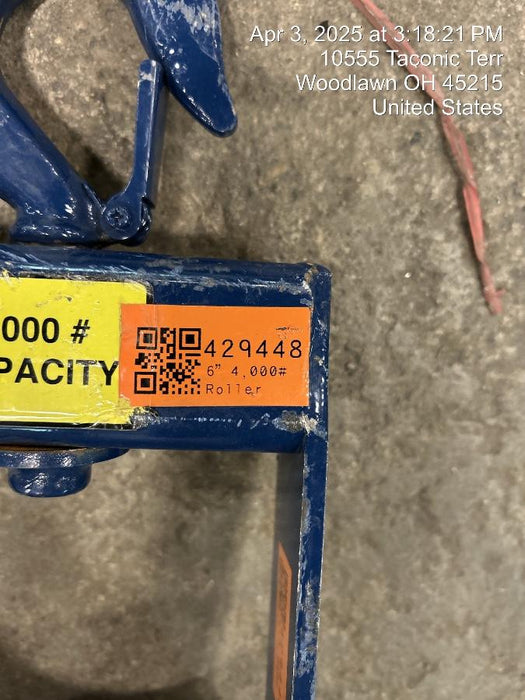 Apr 3, 2025 at 3:18:21 PM
10555 Taconic Terr
Woodlawn OH 45215
United States
000 #
PACITY
429448
6" 4,000#
Roller